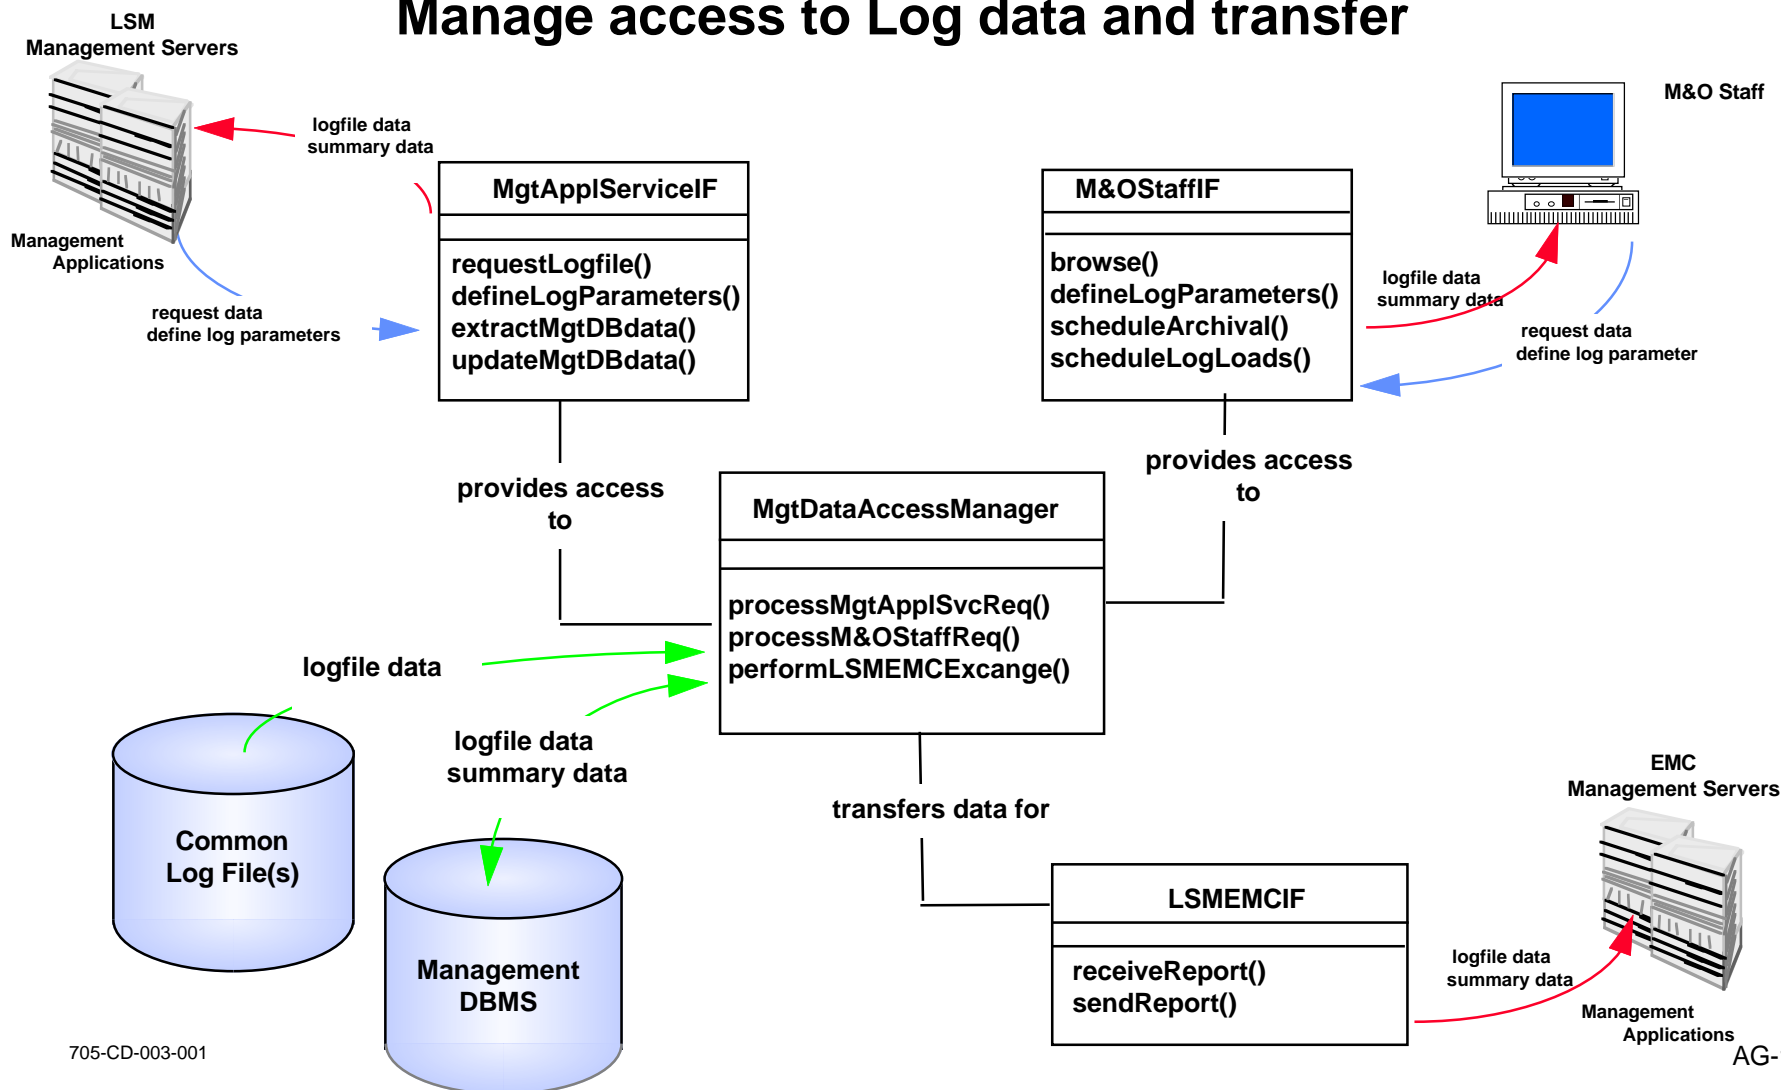 Manage access to Log data and transfer
LSM
Management Servers
logfile data
summary data
Management
Applications
request data
define log parameters
MgtApplServiceIF
requestLogfile()
defineLogParameters()
extractMgtDBdata()
updateMgtDBdata()
M&OStaffIF
browse()
defineLogParameters()
scheduleArchival()
scheduleLogLoads()
M&O Staff
logfile data
summary data
request data
define log parameter
provides access
to
provides access
to
MgtDataAccessManager
processMgtApplSvcReq()
processM&OStaffReq()
performLSMEMCExcange()
logfile data
logfile data
summary data
Common
Log File(s)
Management
DBMS
transfers data for
LSMEMCIF
receiveReport()
sendReport()
EMC
Management Servers
logfile data
summary data
Management
Applications
705-CD-003-001
AG-